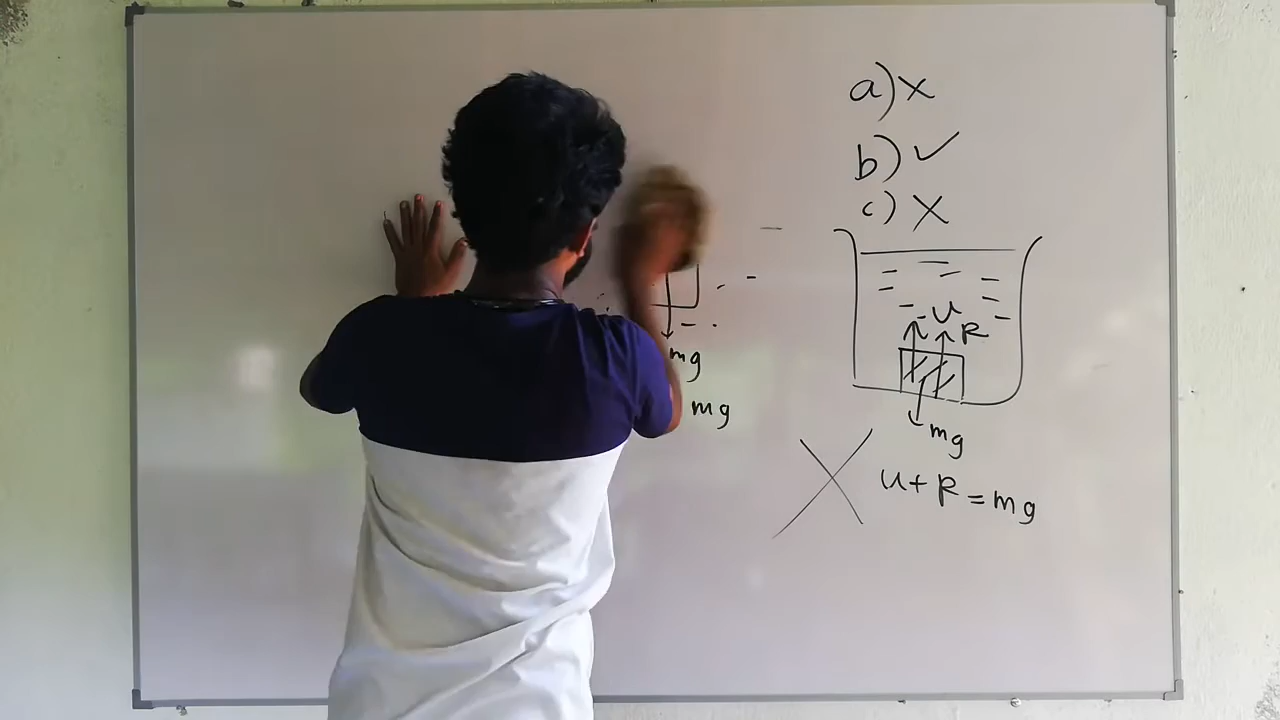 a) ×
b) ✓
c) ×
U
R
mg
U + R = mg
mg
mg